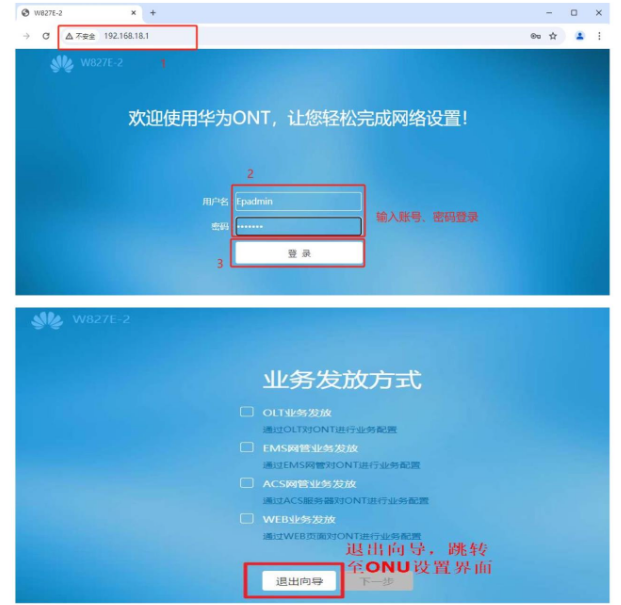 W827E-2
不安全 192.168.18.1
W827E-2 1
欢迎使用华为ONT，让您轻松完成网络设置！
2
用户名 Epadmin
输入账号、密码登录
密码 •••••••
登 录
3
W827E-2
业务发放方式
OLT业务发放
通过OLT对ONT进行业务配置
EMS网管业务发放
通过EMS网管对ONT进行业务配置
ACS网管业务发放
通过ACS服务器对ONT进行业务配置
WEB业务发放
通过WEB页面对ONT进行业务配置
退出向导，跳转
至ONU设置界面
退出向导 下一步